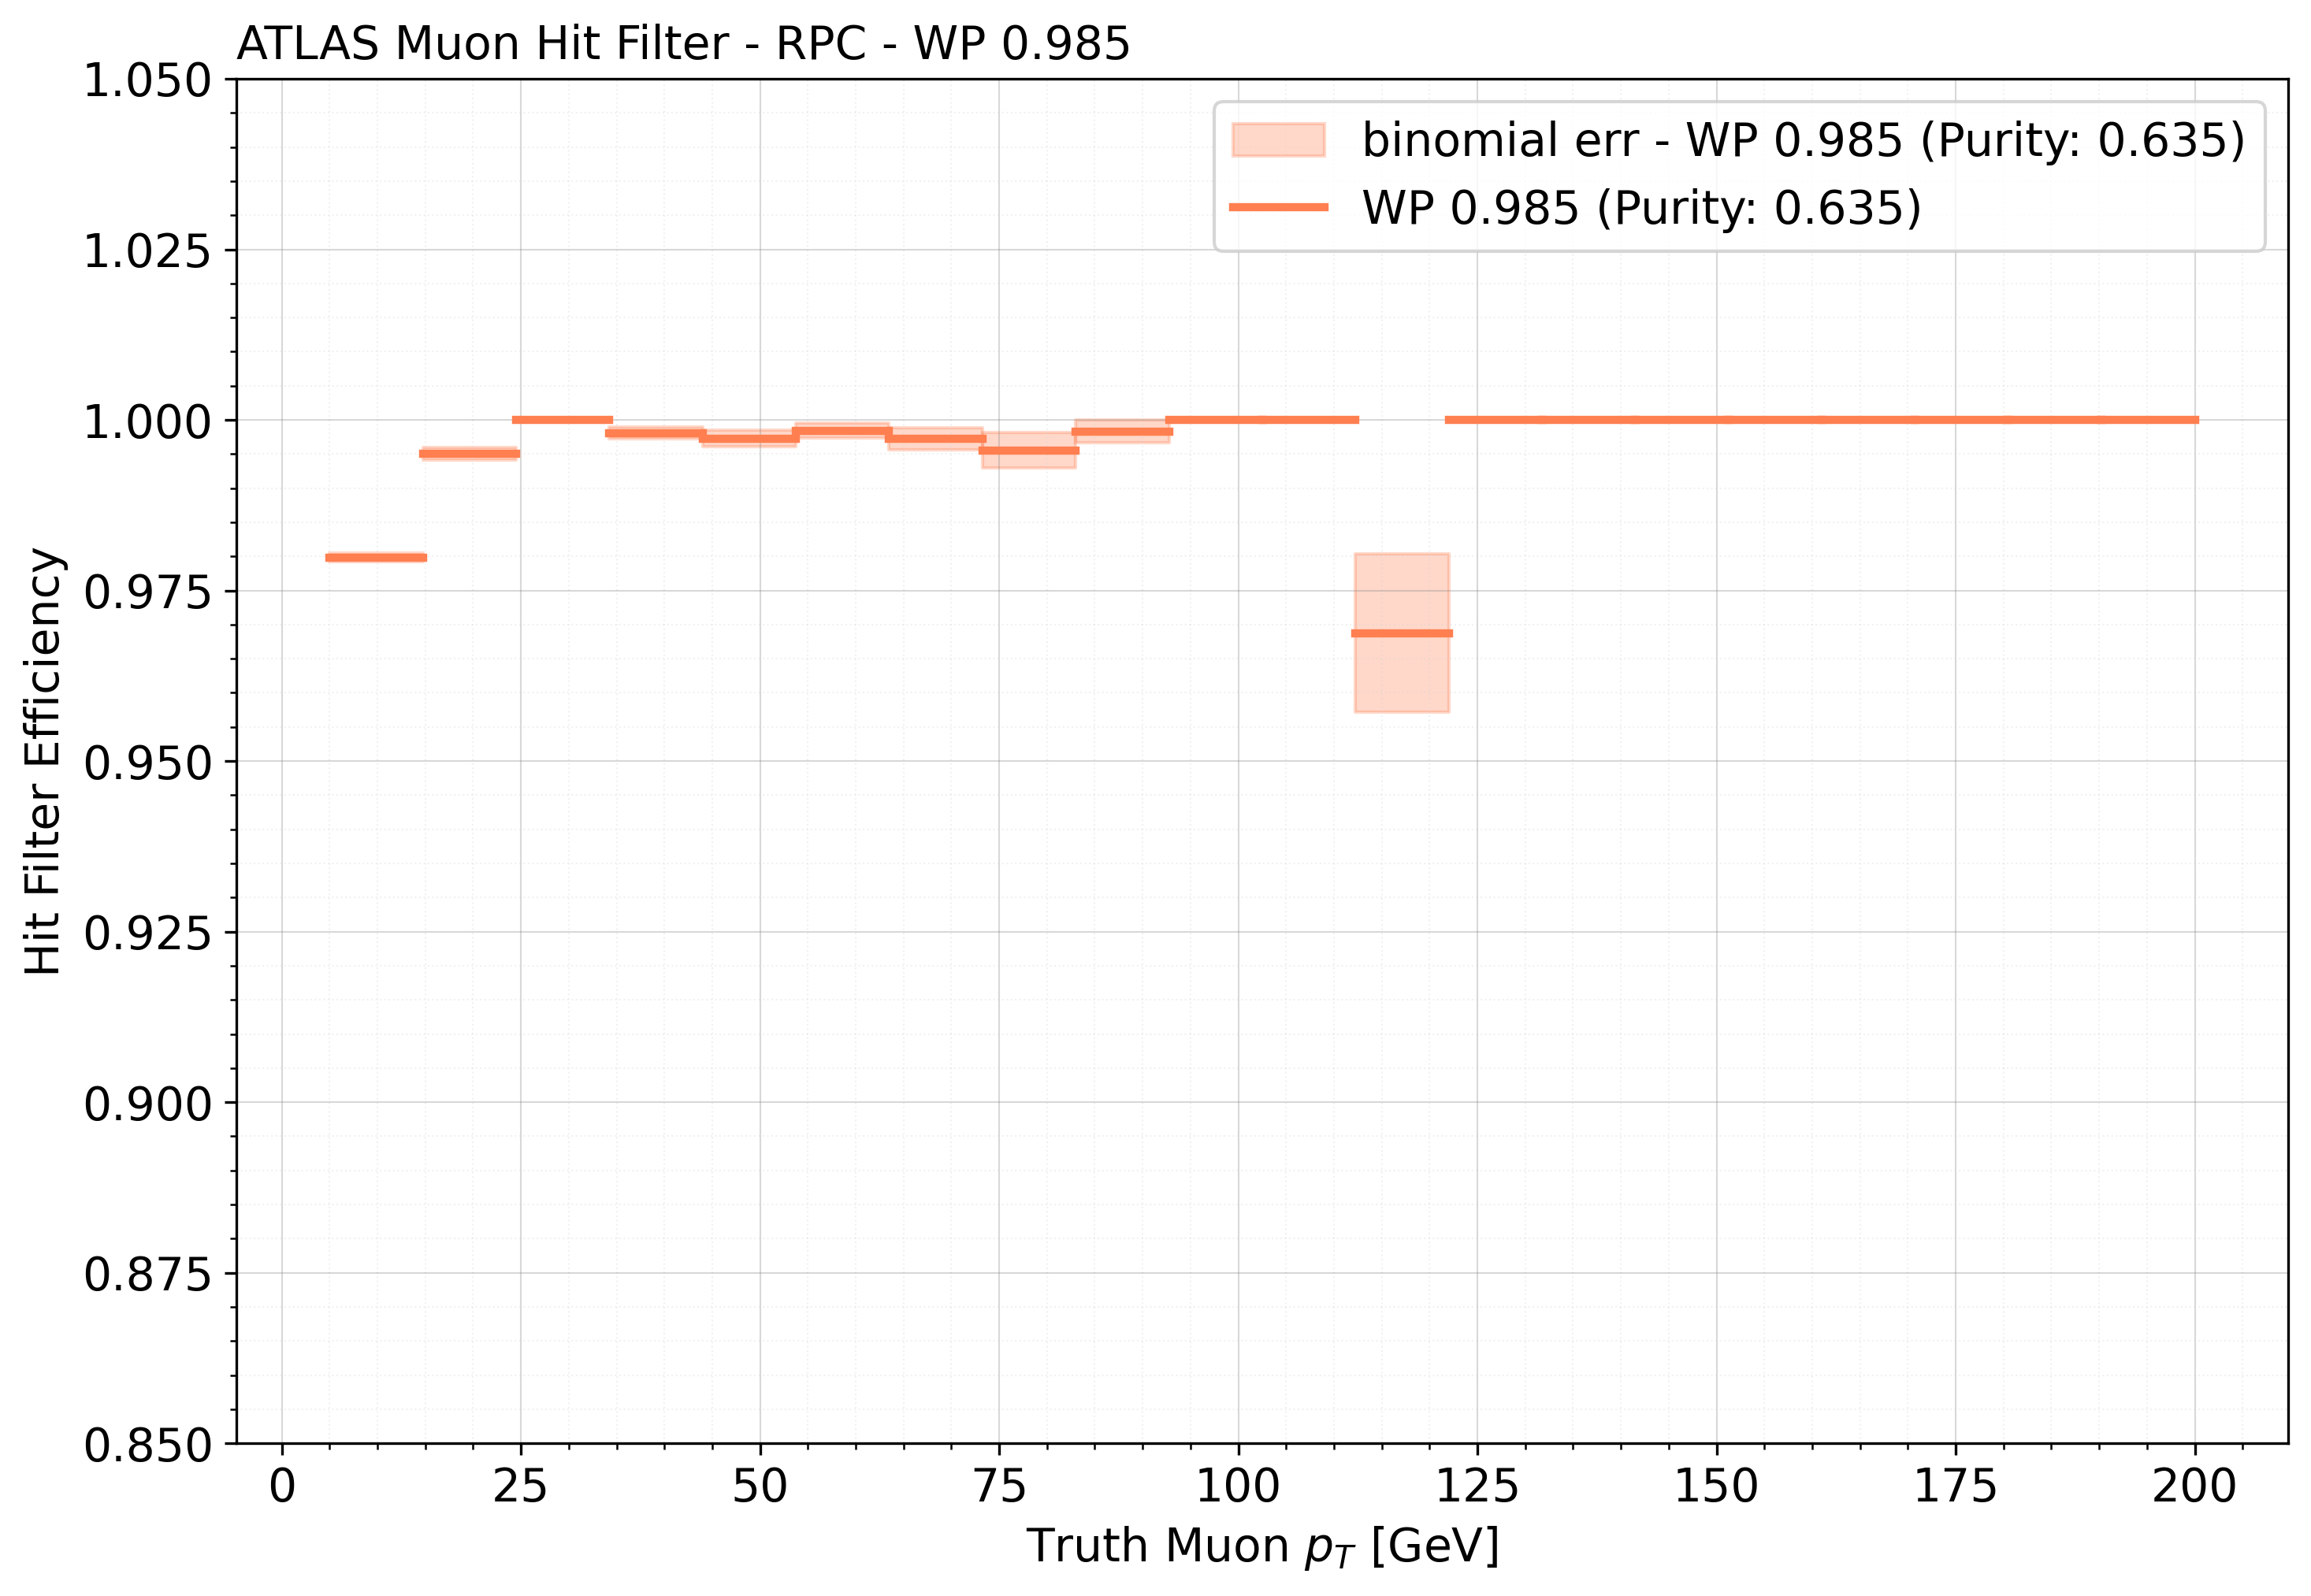 ATLAS Muon Hit Filter - RPC - WP 0.985
binomial err - WP 0.985 (Purity: 0.635)
WP 0.985 (Purity: 0.635)
Hit Filter Efficiency
1.050
1.025
1.000
0.975
0.950
0.925
0.900
0.875
0.850
0 25 50 75 100 125 150 175 200
Truth Muon p_T [GeV]